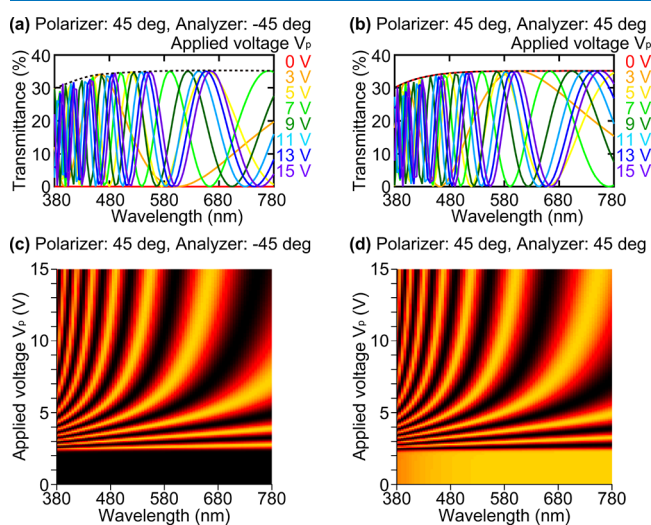 (a) Polarizer: 45 deg, Analyzer: -45 deg
Applied voltage Vₚ
Transmittance (%)
40
30
20
10
0
0 V
3 V
5 V
7 V
9 V
11 V
13 V
15 V
380 480 580 680 780
Wavelength (nm)
(b) Polarizer: 45 deg, Analyzer: 45 deg
Applied voltage Vₚ
Transmittance (%)
40
30
20
10
0
0 V
3 V
5 V
7 V
9 V
11 V
13 V
15 V
380 480 580 680 780
Wavelength (nm)
(c) Polarizer: 45 deg, Analyzer: -45 deg
Applied voltage Vₚ (V)
15
10
5
0
380 480 580 680 780
Wavelength (nm)
(d) Polarizer: 45 deg, Analyzer: 45 deg
Applied voltage Vₚ (V)
15
10
5
0
380 480 580 680 780
Wavelength (nm)